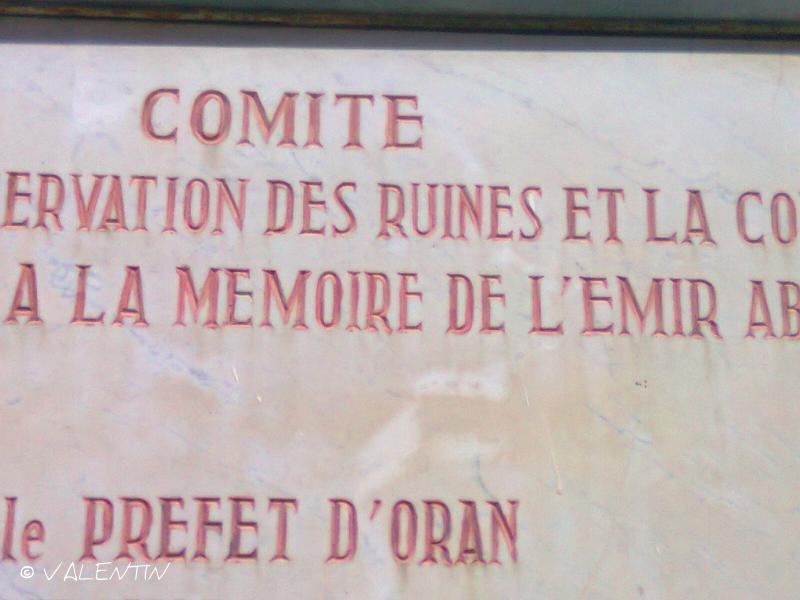 COMITE
ERVATION DES RUINES ET LA CO
A LA MEMOIRE DE L'EMIR AB
le PREFET D'ORAN
© VALENTIN